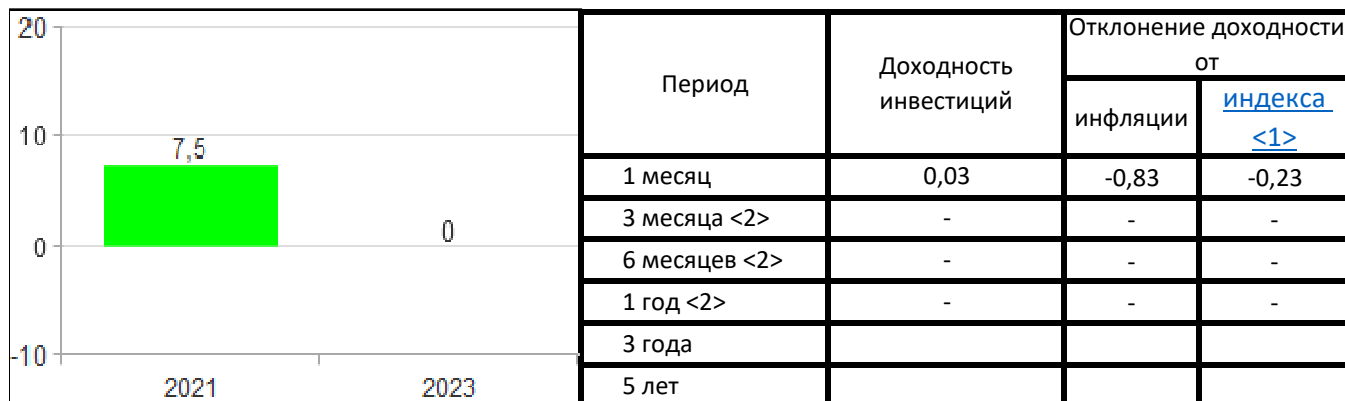 20
10
0
-10
7,5
0
2021 2023
Период
Доходность
инвестиций
Отклонение доходности
от
инфляции
индекса
<1>
1 месяц 0,03 -0,83 -0,23
3 месяца <2> - - -
6 месяцев <2> - - -
1 год <2> - - -
3 года
5 лет